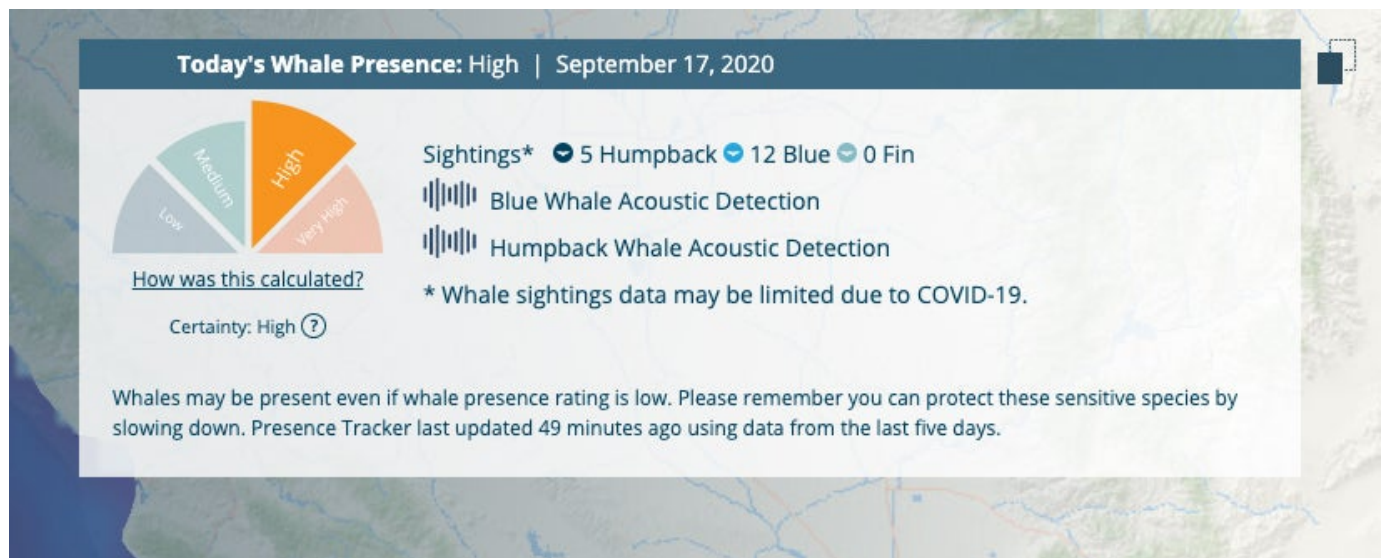 Today's Whale Presence: High | September 17, 2020
Low
Medium
High
Very High
How was this calculated?
Certainty: High ?
Sightings* 5 Humpback 12 Blue 0 Fin
Blue Whale Acoustic Detection
Humpback Whale Acoustic Detection
* Whale sightings data may be limited due to COVID-19.
Whales may be present even if whale presence rating is low. Please remember you can protect these sensitive species by
slowing down. Presence Tracker last updated 49 minutes ago using data from the last five days.